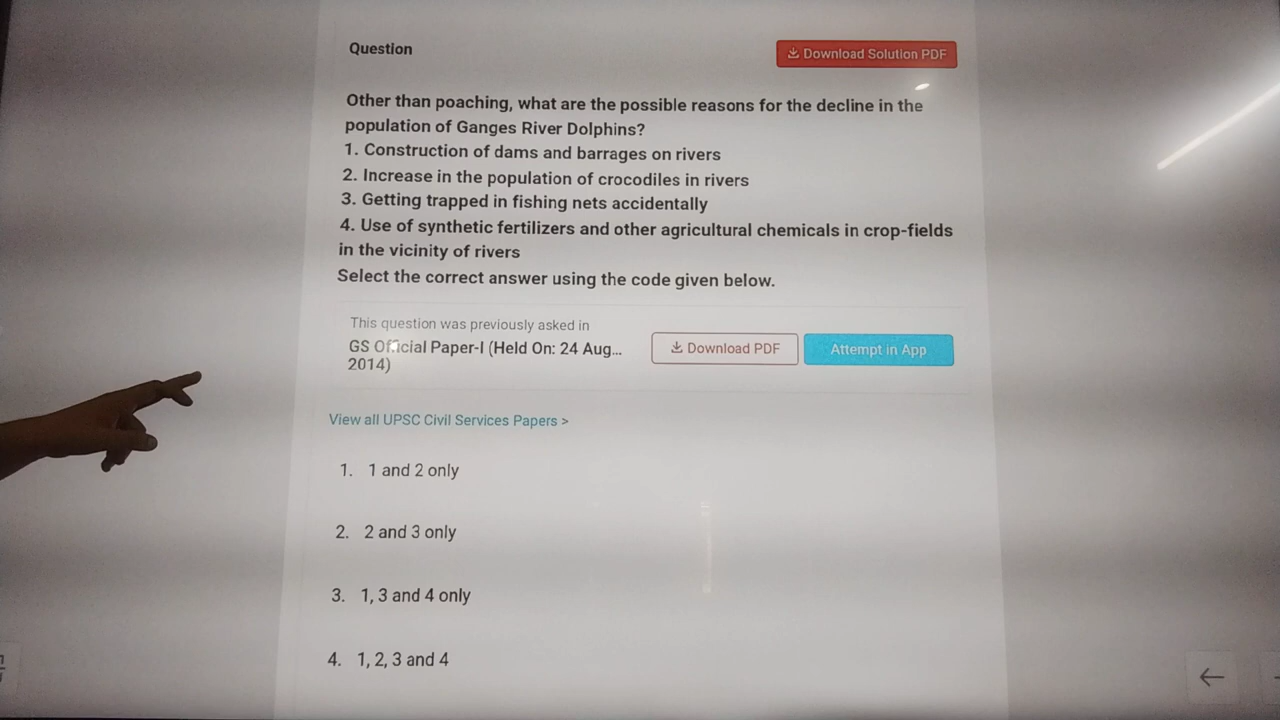 Question
Download Solution PDF
Other than poaching, what are the possible reasons for the decline in the
population of Ganges River Dolphins?
1. Construction of dams and barrages on rivers
2. Increase in the population of crocodiles in rivers
3. Getting trapped in fishing nets accidentally
4. Use of synthetic fertilizers and other agricultural chemicals in crop-fields
in the vicinity of rivers
Select the correct answer using the code given below.
This question was previously asked in
GS Official Paper-I (Held On: 24 Aug...
2014)
Download PDF
Attempt in App
View all UPSC Civil Services Papers >
1. 1 and 2 only
2. 2 and 3 only
3. 1, 3 and 4 only
4. 1, 2, 3 and 4